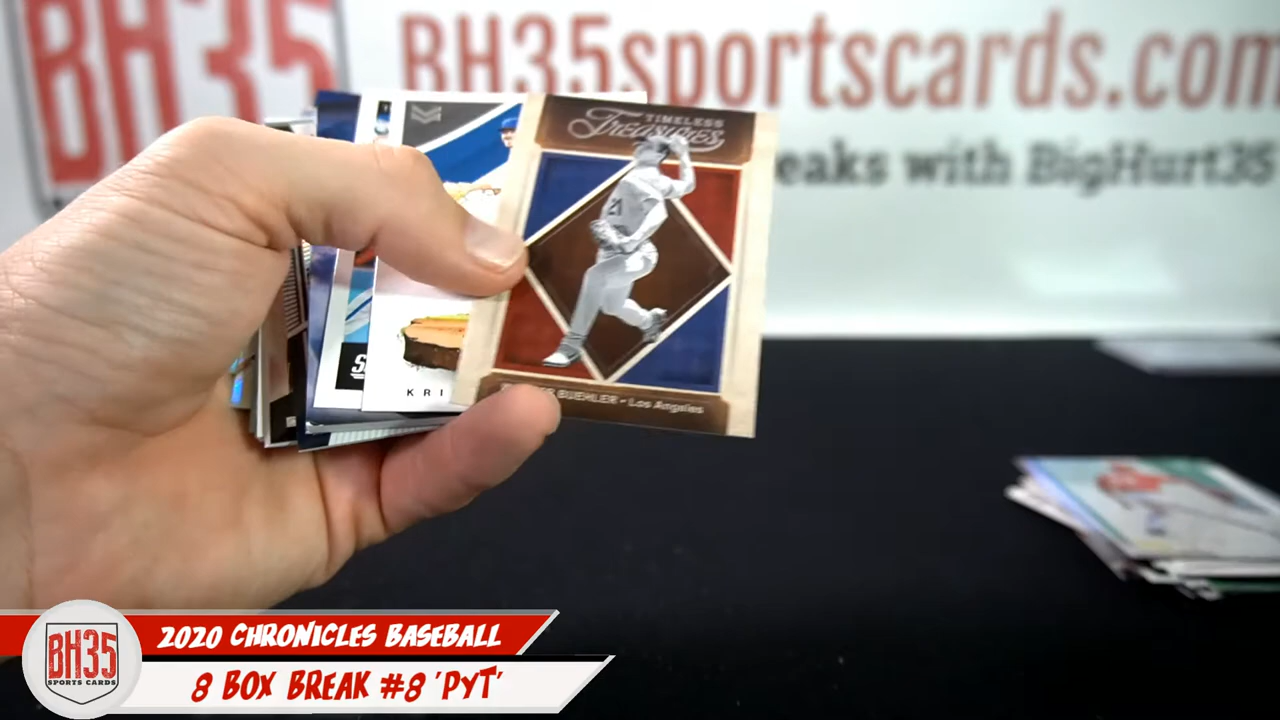 BH35
BH35sportscards.com
eaks with BigHurt35
TIMELESS
Treasures
21
BUEHLER • Los Angeles
KRI
S
BH35
SPORTS CARDS
2020 CHRONICLES BASEBALL
8 BOX BREAK #8 'PYT'